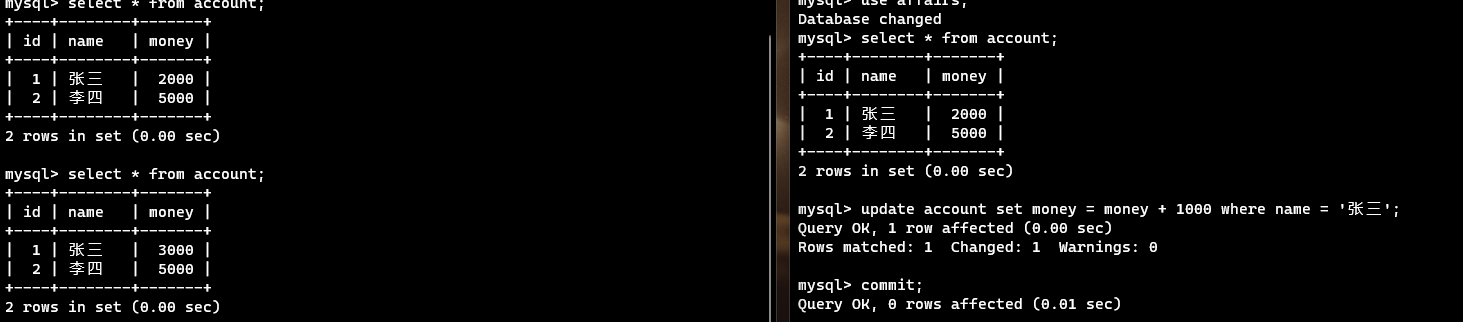 mysql> select * from account;
+----+--------+-------+
| id | name   | money |
+----+--------+-------+
|  1 | 张三   |  2000 |
|  2 | 李四   |  5000 |
+----+--------+-------+
2 rows in set (0.00 sec)
mysql> select * from account;
+----+--------+-------+
| id | name   | money |
+----+--------+-------+
|  1 | 张三   |  3000 |
|  2 | 李四   |  5000 |
+----+--------+-------+
2 rows in set (0.00 sec)
mysql> use affairs;
Database changed
mysql> select * from account;
+----+--------+-------+
| id | name   | money |
+----+--------+-------+
|  1 | 张三   |  2000 |
|  2 | 李四   |  5000 |
+----+--------+-------+
2 rows in set (0.00 sec)
mysql> update account set money = money + 1000 where name = '张三';
Query OK, 1 row affected (0.00 sec)
Rows matched: 1  Changed: 1  Warnings: 0
mysql> commit;
Query OK, 0 rows affected (0.01 sec)